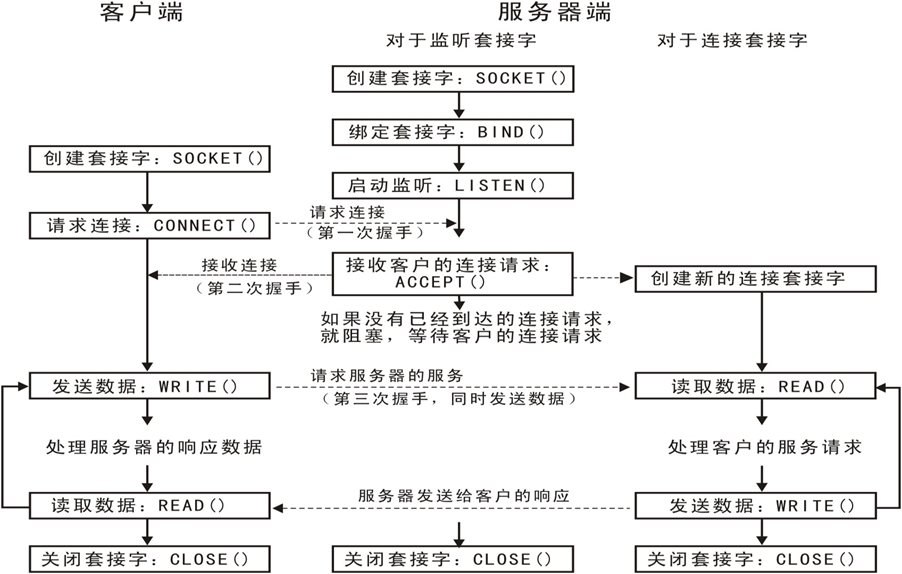 客户端
服务器端
对于监听套接字
对于连接套接字
创建套接字：SOCKET()
绑定套接字：BIND()
创建套接字：SOCKET()
启动监听：LISTEN()
请求连接：CONNECT()
请求连接
（第一次握手）
接收连接
（第二次握手）
接收客户的连接请求：
ACCEPT()
创建新的连接套接字
如果没有已经到达的连接请求，
就阻塞，等待客户的连接请求
发送数据：WRITE()
请求服务器的服务
（第三次握手，同时发送数据）
读取数据：READ()
处理服务器的响应数据
处理客户的服务请求
读取数据：READ()
服务器发送给客户的响应
发送数据：WRITE()
关闭套接字：CLOSE()
关闭套接字：CLOSE()
关闭套接字：CLOSE()